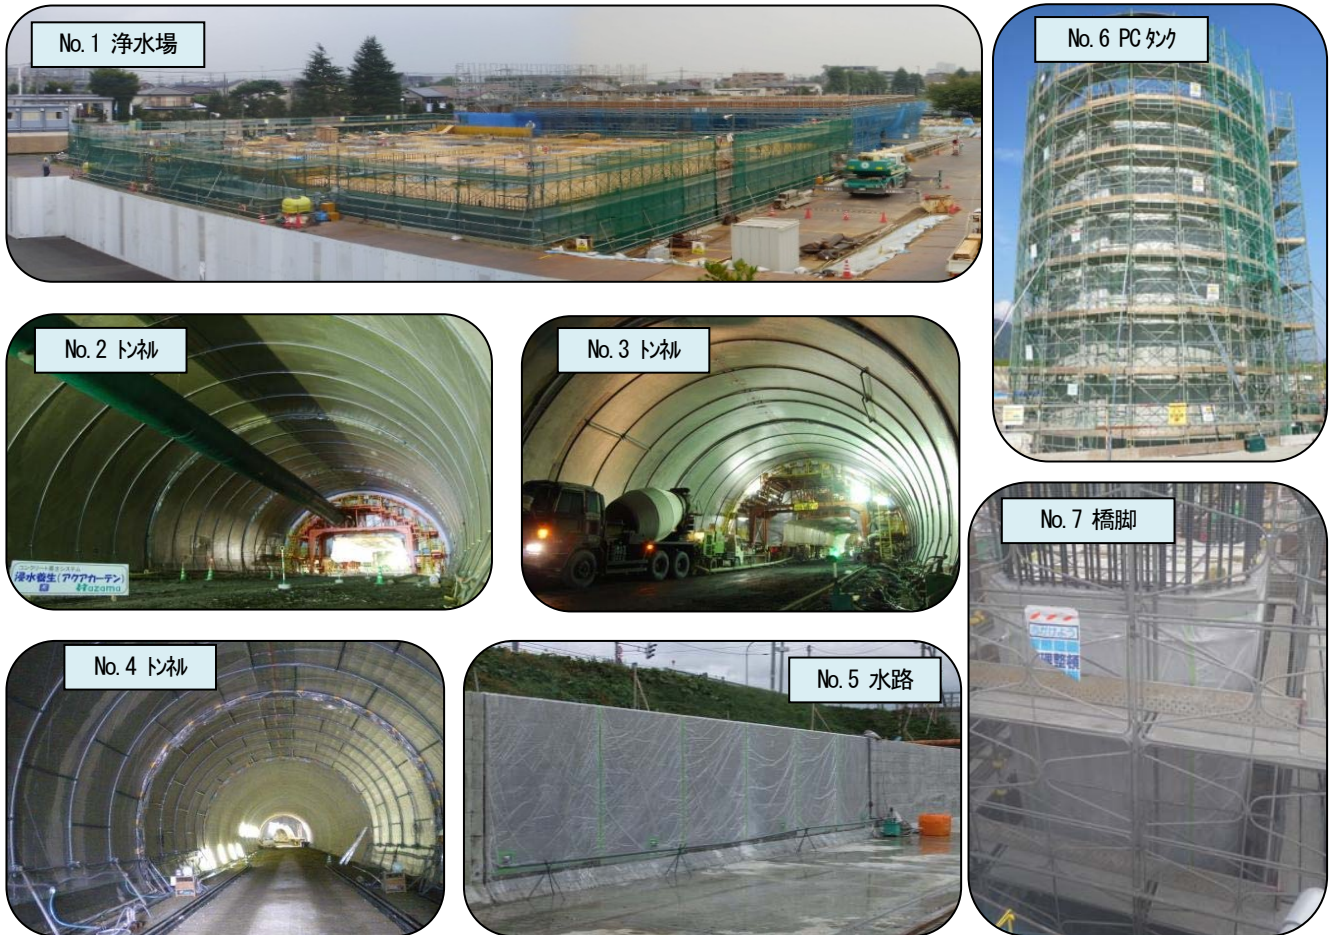 No.1 浄水場
No.6 PCタンク
No.2 トンネル
No.3 トンネル
コンクリート養生システム
浸水養生(アクアカーテン)
Hazama
No.7 橋脚
No.4 トンネル
No.5 水路